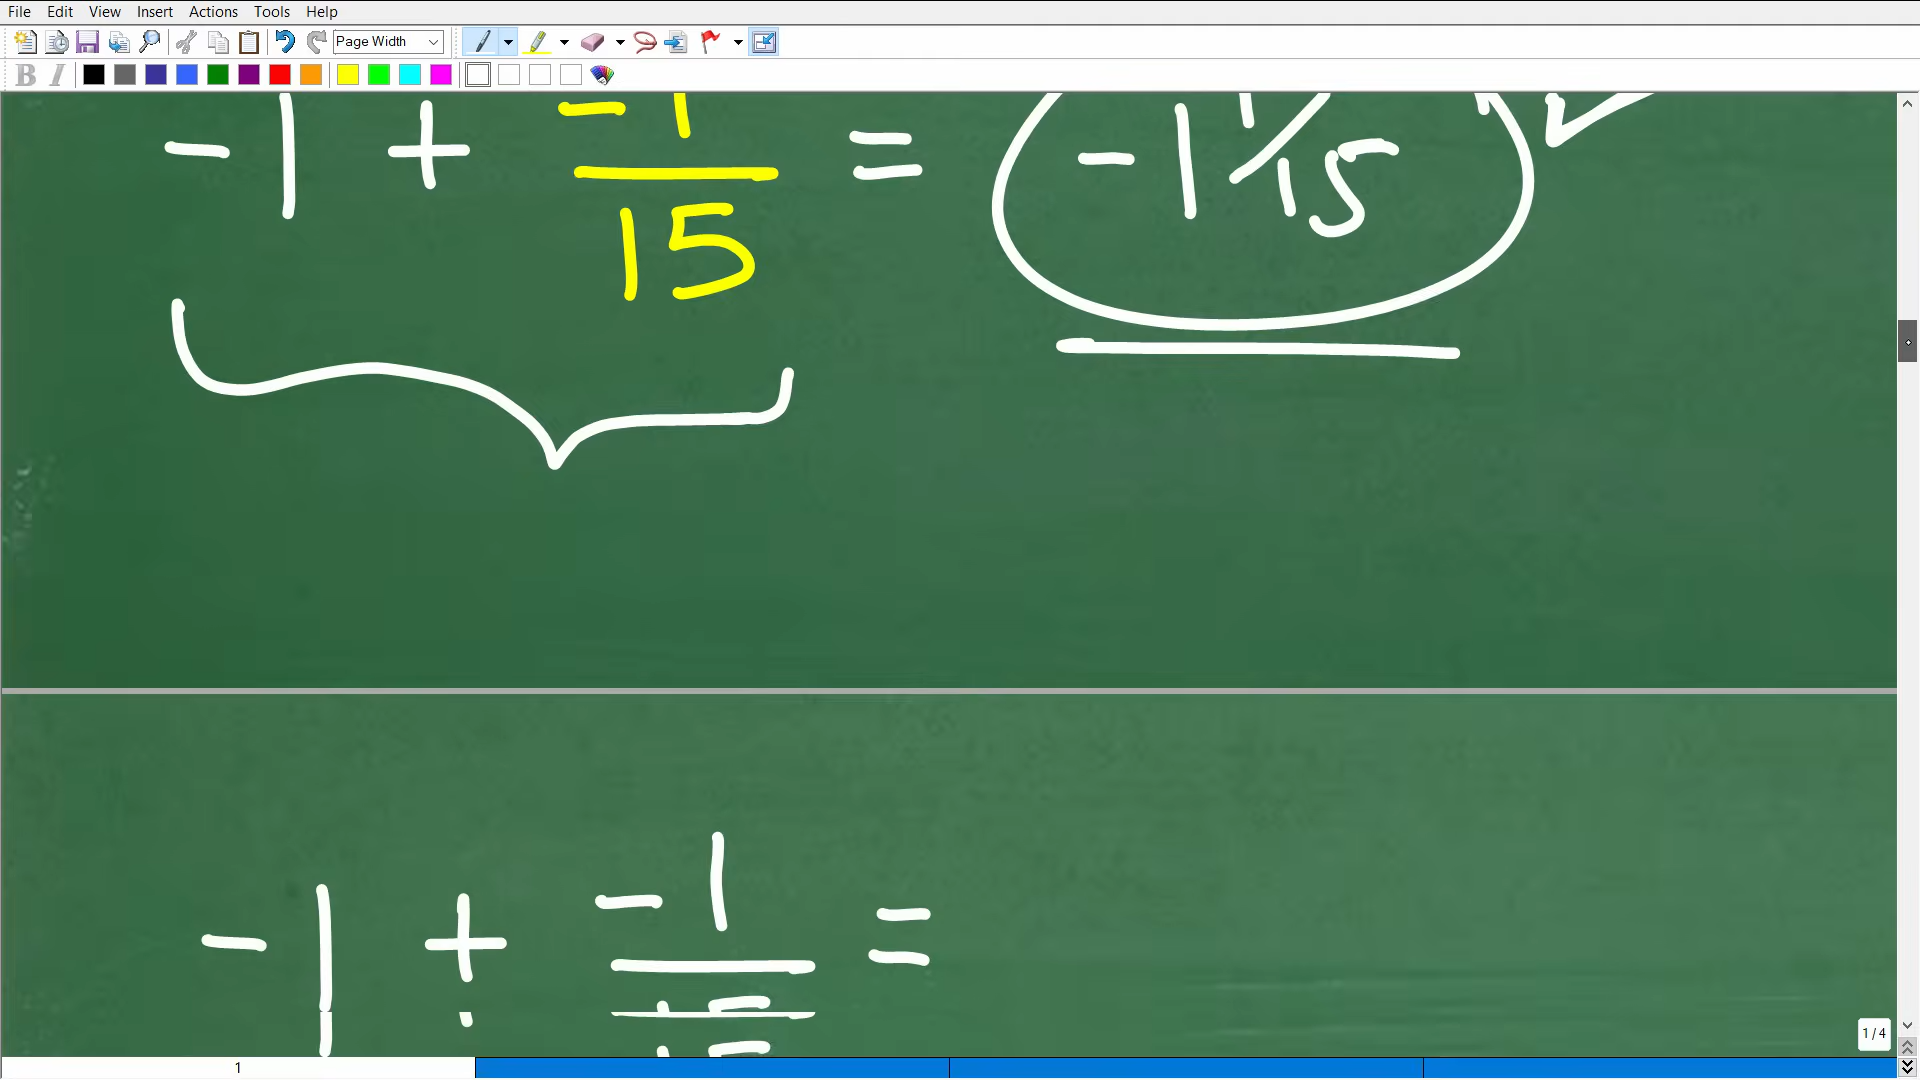 File Edit View Insert Actions Tools Help
Page Width
B I
-1 + -1/15 = -1 1/15
-1 + -1/15 =
1/4
1